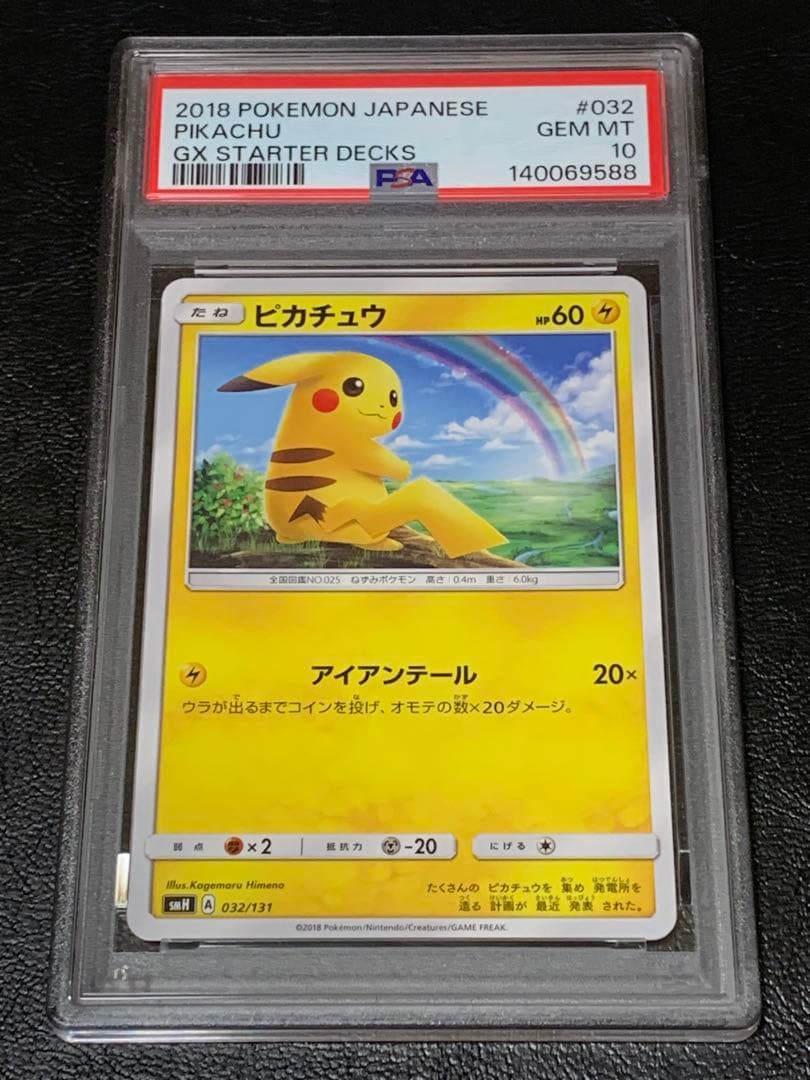 2018 POKEMON JAPANESE #032
PIKACHU GEM MT
GX STARTER DECKS 10
PSA 140069588
たね ピカチュウ HP60
全国図鑑NO.025 ねずみポケモン 高さ:0.4m 重さ:6.0kg
アイアンテール 20×
ウラが出るまでコインを投げ、オモテの数×20ダメージ。
弱点 ×2 抵抗力 -20 にげる
Illus.Kagemaru Himeno
たくさんの ピカチュウを 集め 発電所を
造る 計画が 最近 発表 された。
SMH A 032/131
©2018 Pokémon/Nintendo/Creatures/GAME FREAK.